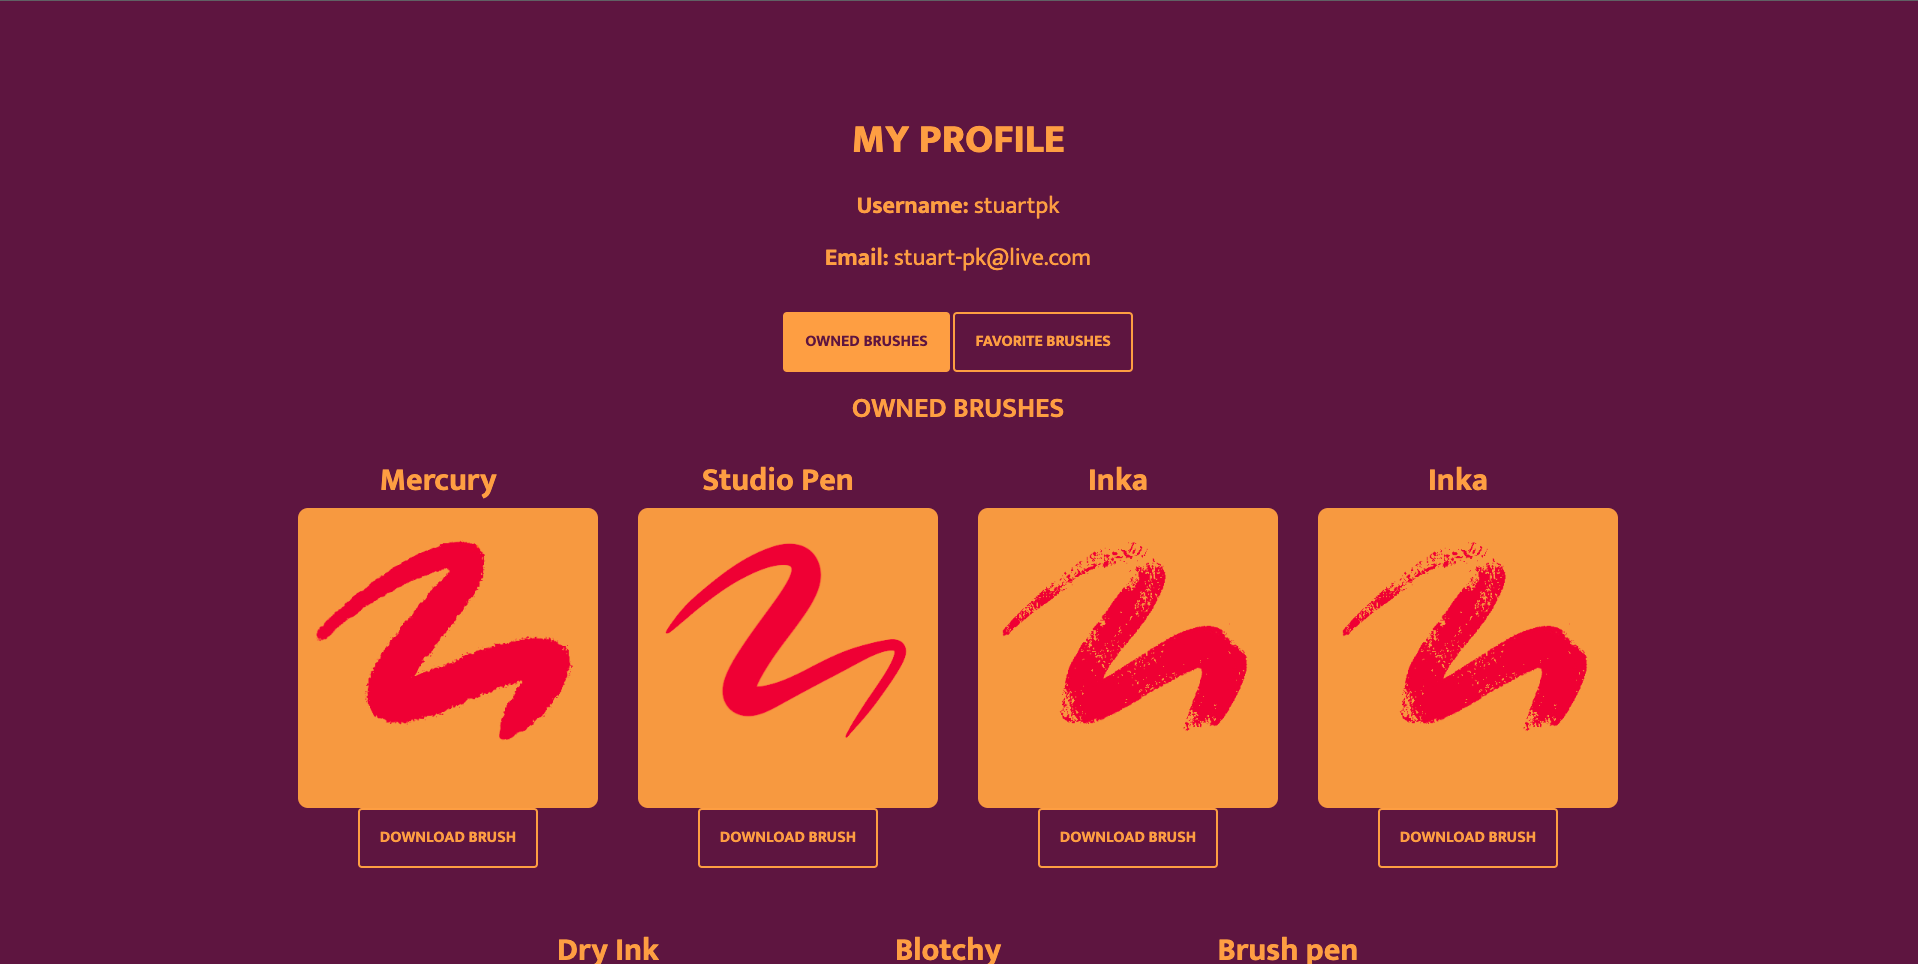 MY PROFILE
Username: stuartpk
Email: stuart-pk@live.com
OWNED BRUSHES FAVORITE BRUSHES
OWNED BRUSHES
Mercury Studio Pen Inka Inka
DOWNLOAD BRUSH DOWNLOAD BRUSH DOWNLOAD BRUSH DOWNLOAD BRUSH
Dry Ink Blotchy Brush pen